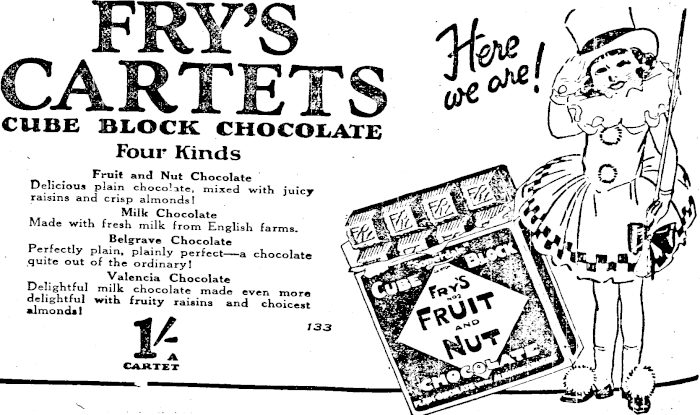 FRY'S
CARTETS
CUBE BLOCK CHOCOLATE
Four Kinds
Fruit and Nut Chocolate
Delicious plain chocolate, mixed with juicy
raisins and crisp almonds!
Milk Chocolate
Made with fresh milk from English farms.
Belgrave Chocolate
Perfectly plain, plainly perfect—a chocolate
quite out of the ordinary!
Valencia Chocolate
Delightful milk chocolate made even more
delightful with fruity raisins and choicest
almonds!
133
1/-
A
CARTET
Here
we are!
CUBE BLOCK
FRY'S
FRUIT
AND
NUT
CHOCOLATE